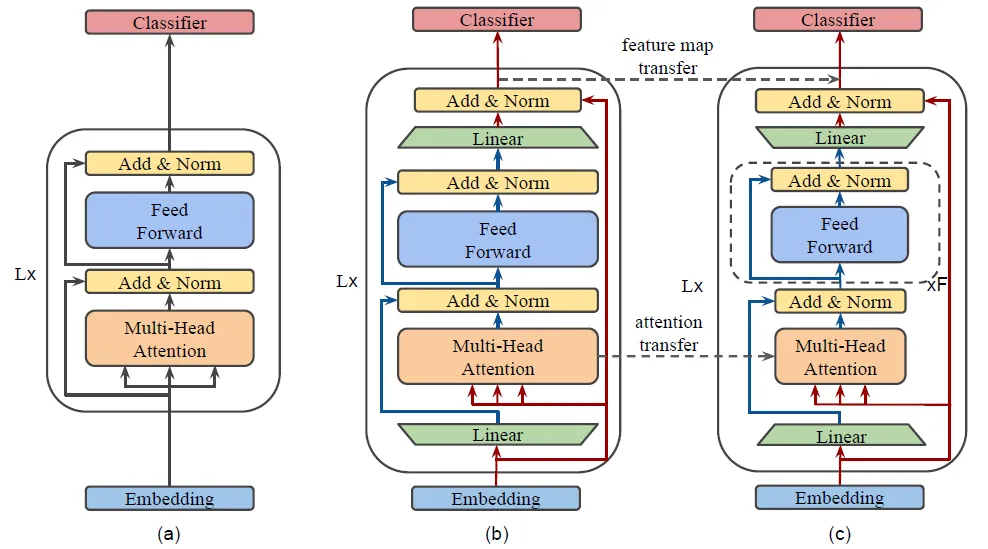 Classifier
Add & Norm
Feed
Forward
Lx
Add & Norm
Multi-Head
Attention
Embedding
(a)
Classifier
feature map
transfer
Add & Norm
Linear
Add & Norm
Feed
Forward
Lx
Add & Norm
attention
transfer
Multi-Head
Attention
Linear
Embedding
(b)
Classifier
Add & Norm
Linear
Add & Norm
Feed
Forward
Lx
xF
Add & Norm
Multi-Head
Attention
Linear
Embedding
(c)